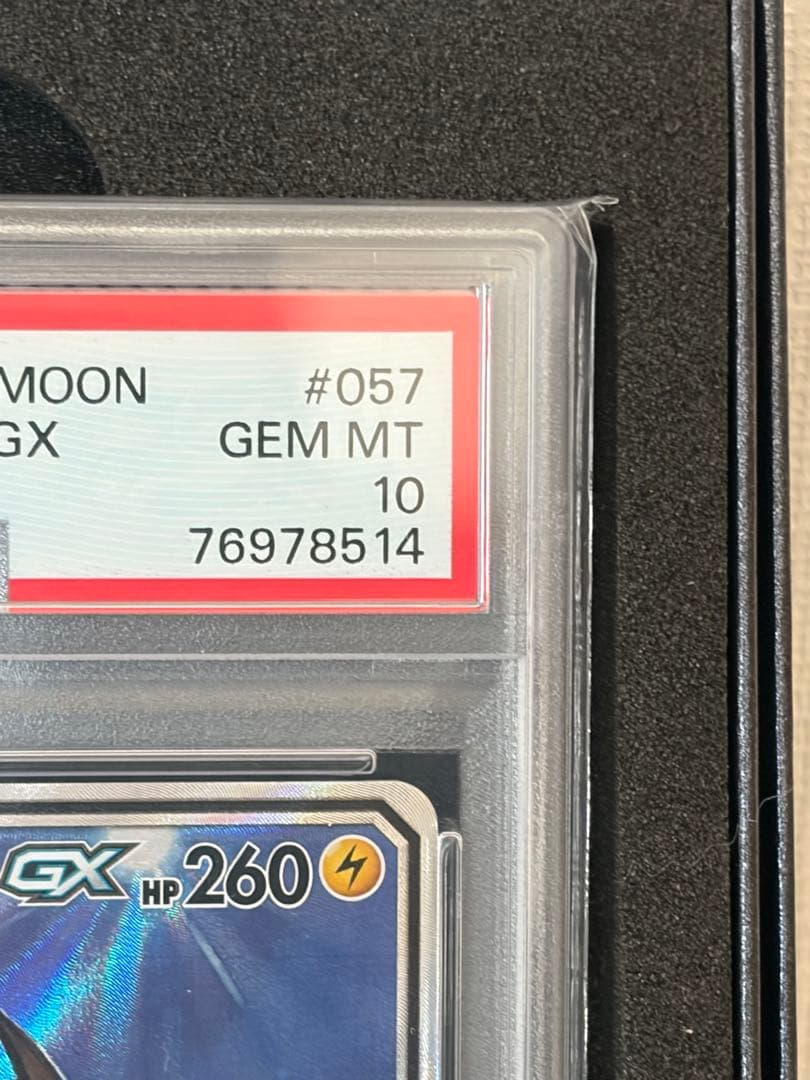 MOON #057
GX GEM MT
10
76978514
GX HP 260